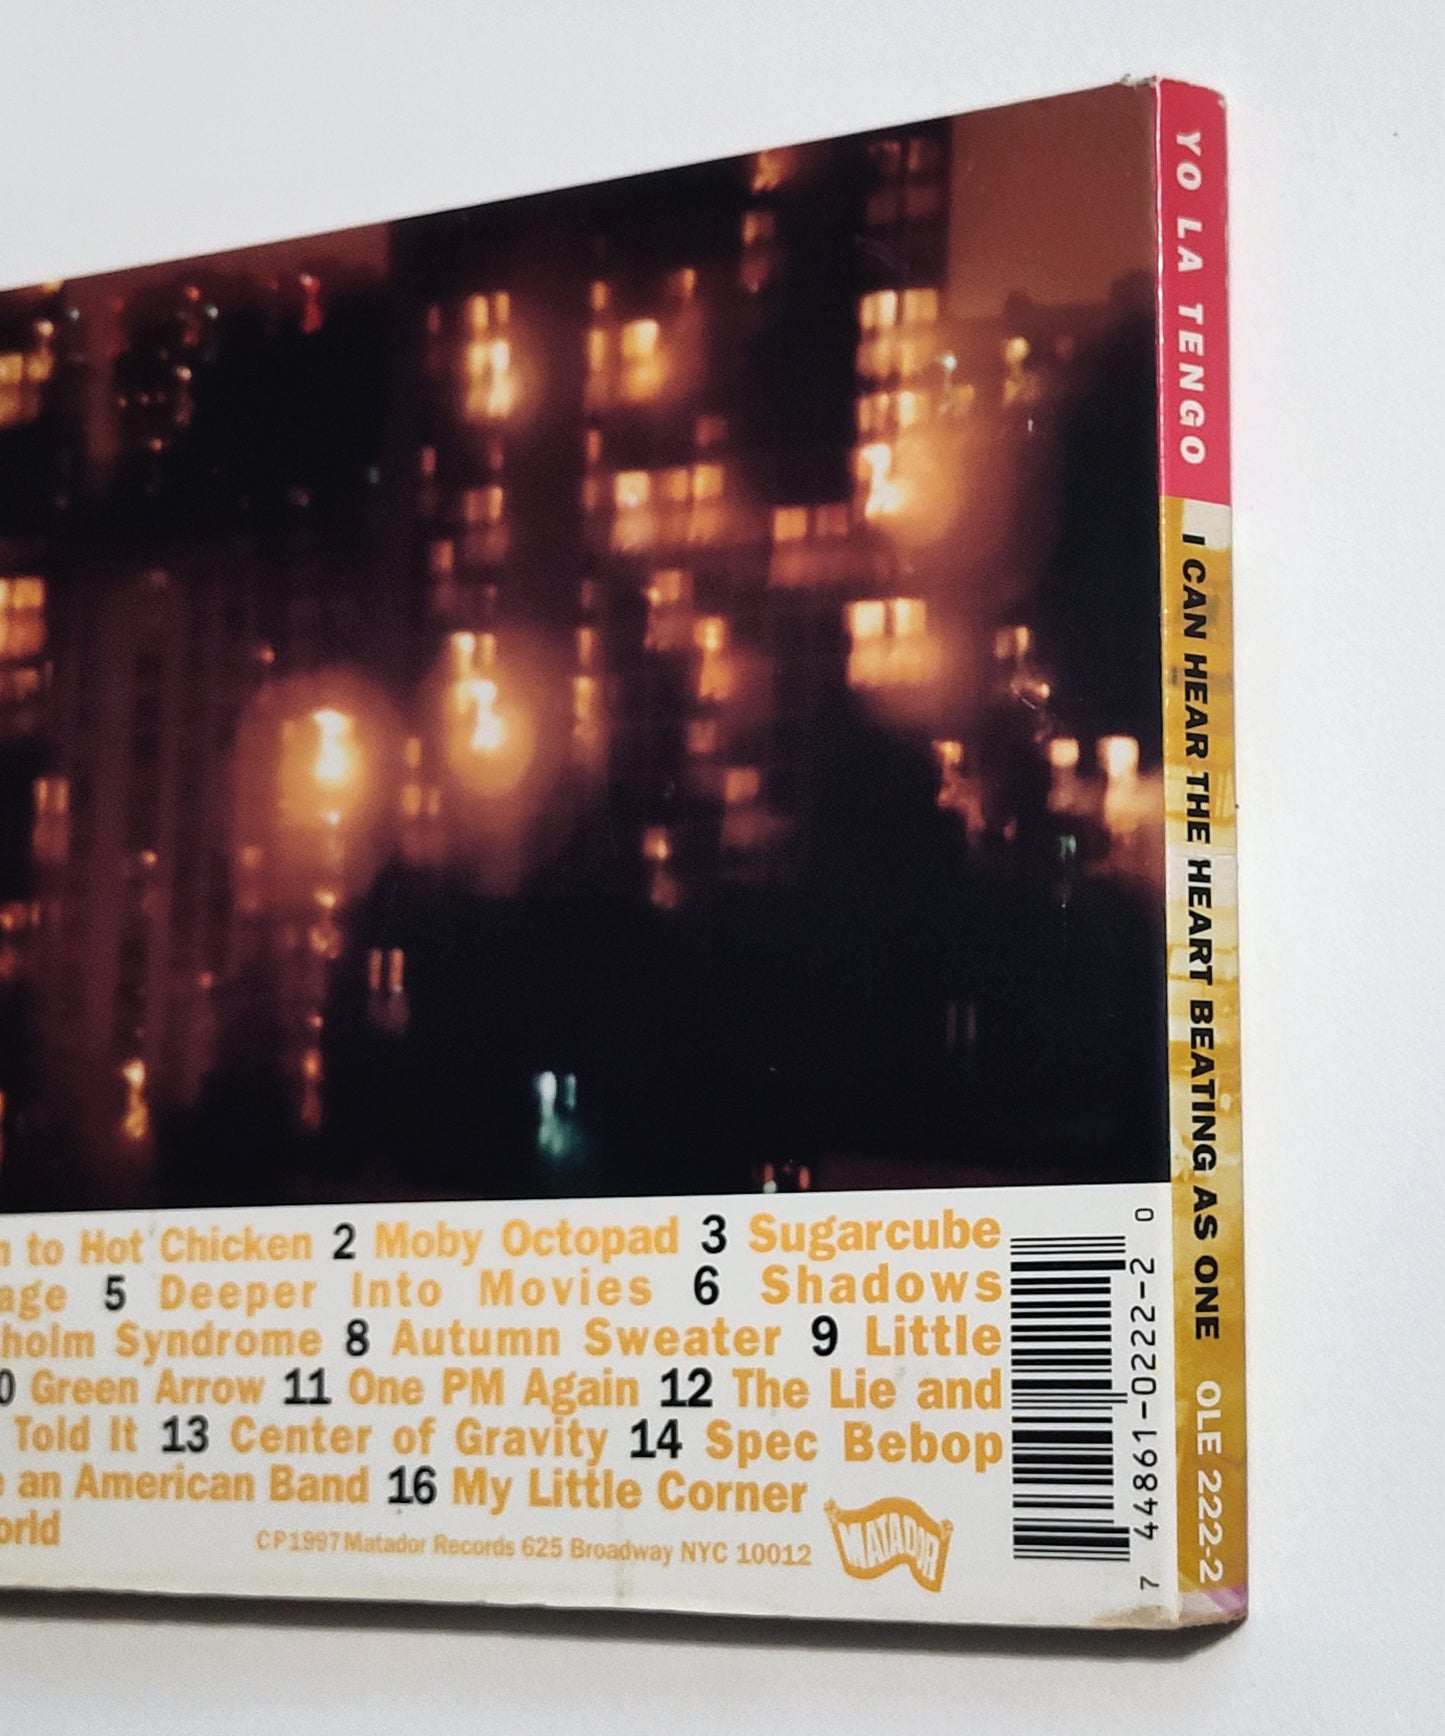 YO LA TENGO
I CAN HEAR THE HEART BEATING AS ONE
OLE 222-2
to Hot Chicken 2 Moby Octopad 3 Sugarcube
5 Deeper Into Movies 6 Shadows
Syndrome 8 Autumn Sweater 9 Little
Green Arrow 11 One PM Again 12 The Lie and
Told It 13 Center of Gravity 14 Spec Bebop
an American Band 16 My Little Corner
CP1997 Matador Records 625 Broadway NYC 10012
MATADOR
7 44861-0222-2 0